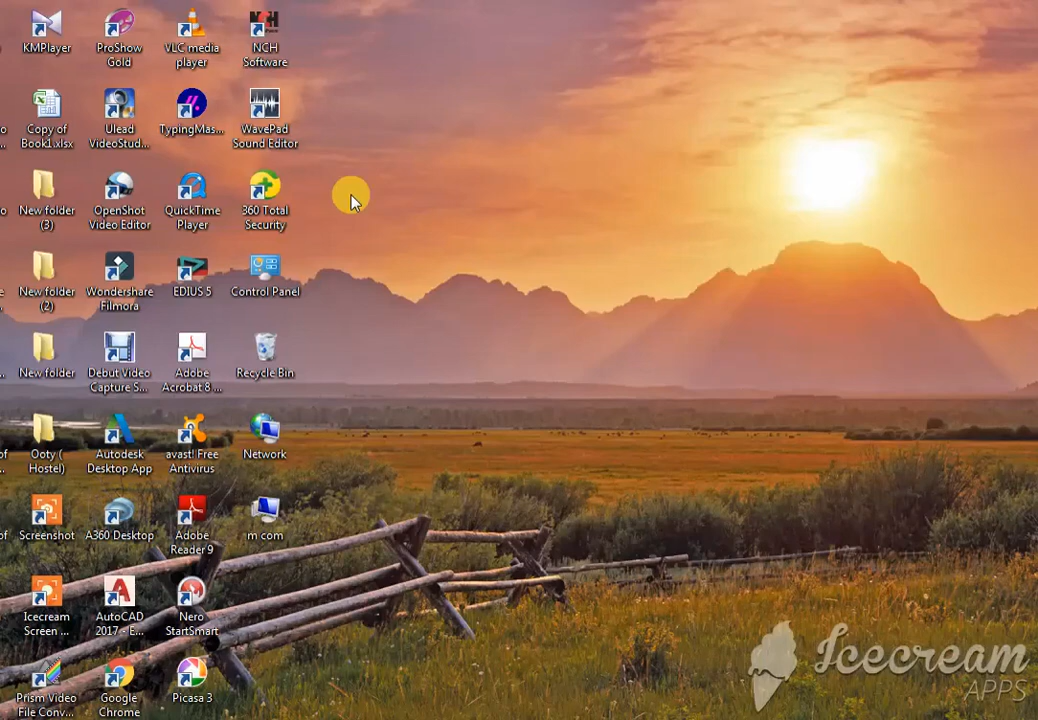 KMPlayer
ProShow
Gold
VLC media
player
NCH
Software
Copy of
Book1.xlsx
Ulead
VideoStud...
TypingMas...
WavePad
Sound Editor
New folder
(3)
OpenShot
Video Editor
QuickTime
Player
360 Total
Security
New folder
(2)
Wondershare
Filmora
EDIUS 5
Control Panel
New folder
Debut Video
Capture S...
Adobe
Acrobat 8 ...
Recycle Bin
Ooty (
Hostel)
Autodesk
Desktop App
avast! Free
Antivirus
Network
Screenshot
A360 Desktop
Adobe
Reader 9
m com
Icecream
Screen ...
AutoCAD
2017 - E...
Nero
StartSmart
Prism Video
File Conv...
Google
Chrome
Picasa 3
Icecream
APPS